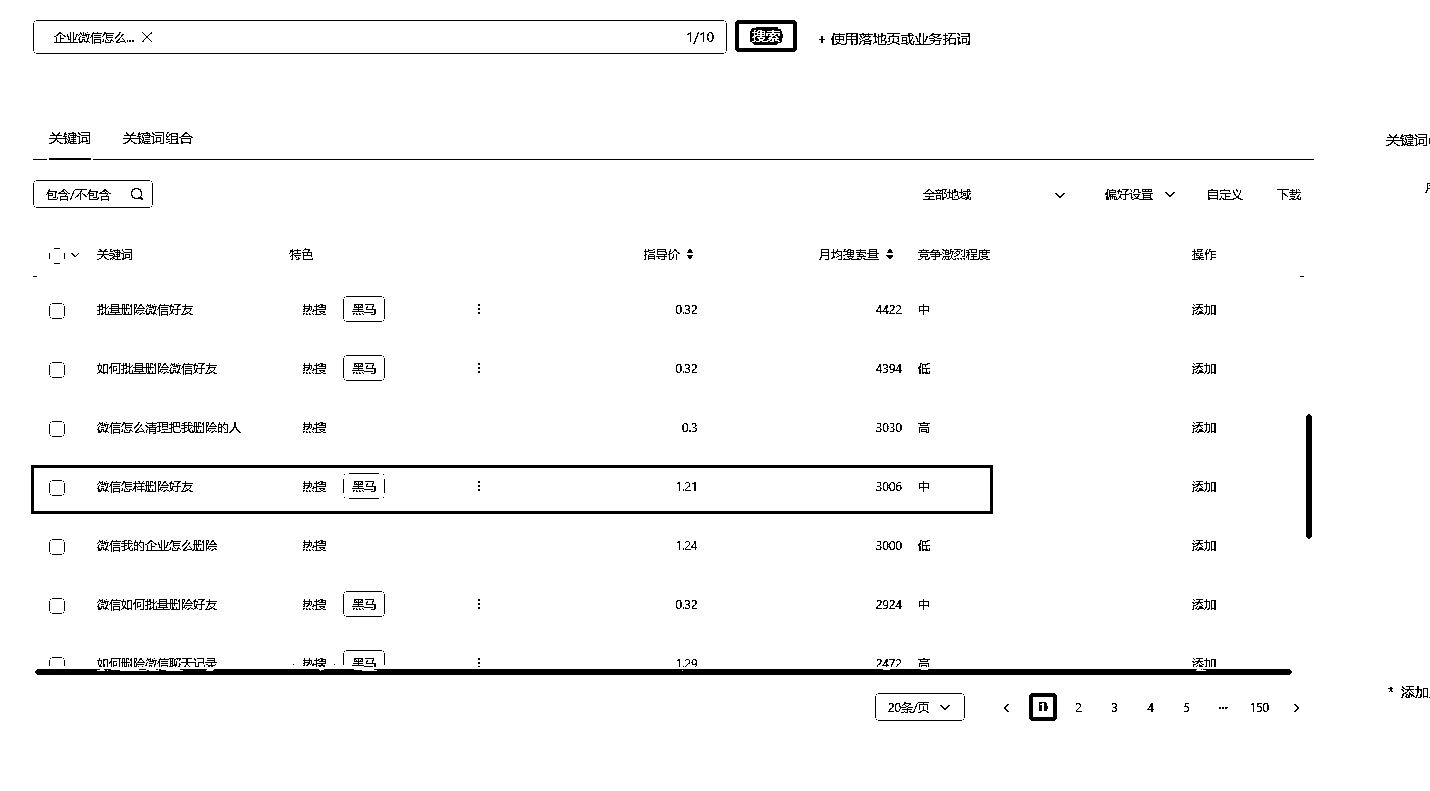 企业微信怎么... × 1/10 搜索 + 使用落地页或业务拓词
关键词 关键词组合
关键词
包含/不包含 全部地域 偏好设置 自定义 下载
关键词 特色 指导价 月均搜索量 竞争激烈程度 操作
批量删除微信好友 热搜 黑马 0.32 4422 中 添加
如何批量删除微信好友 热搜 黑马 0.32 4394 低 添加
微信怎么清理把我删除的人 热搜 0.3 3030 高 添加
微信怎样删除好友 热搜 黑马 1.21 3006 中 添加
微信我的企业怎么删除 热搜 1.24 3000 低 添加
微信如何批量删除好友 热搜 黑马 0.32 2924 中 添加
如何删除微信聊天记录 热搜 黑马 1.29 2472 高 添加
* 添加
20条/页 < 1 2 3 4 5 ··· 150 >